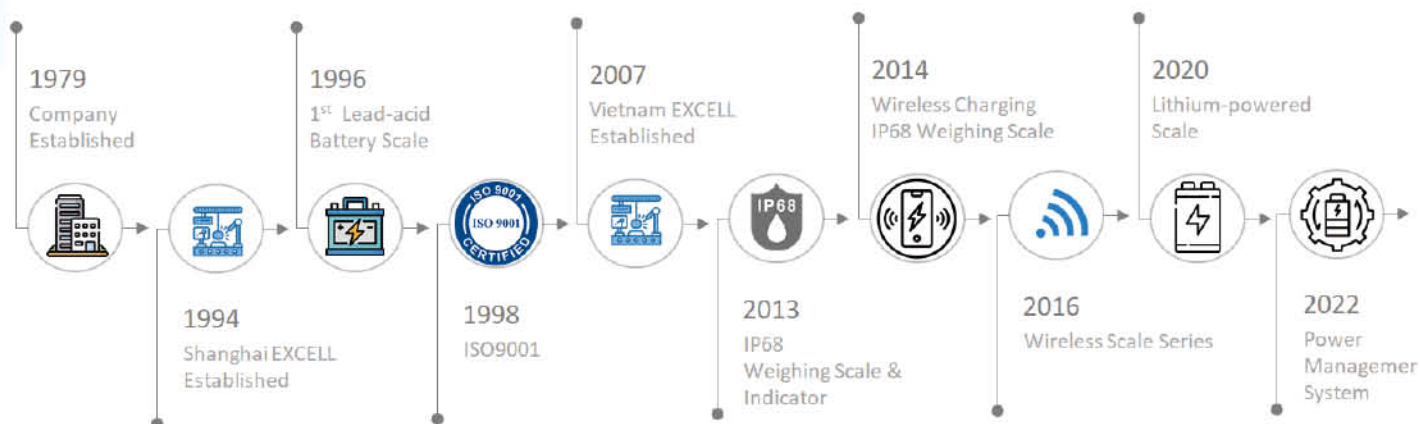 1979
Company
Established
1994
Shanghai EXCELL
Established
1996
1st Lead-acid
Battery Scale
ISO 9001
ISO 9001
CERTIFIED
1998
ISO9001
2007
Vietnam EXCELL
Established
IP68
2013
IP68
Weighing Scale &
Indicator
2014
Wireless Charging
IP68 Weighing Scale
2016
Wireless Scale Series
2020
Lithium-powered
Scale
2022
Power
Managemer
System